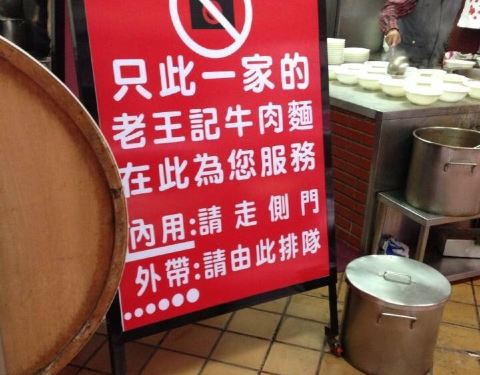 只此一家的
老王記牛肉麵
在此為您服務
內用:請走側門
外帶:請由此排隊
••••••